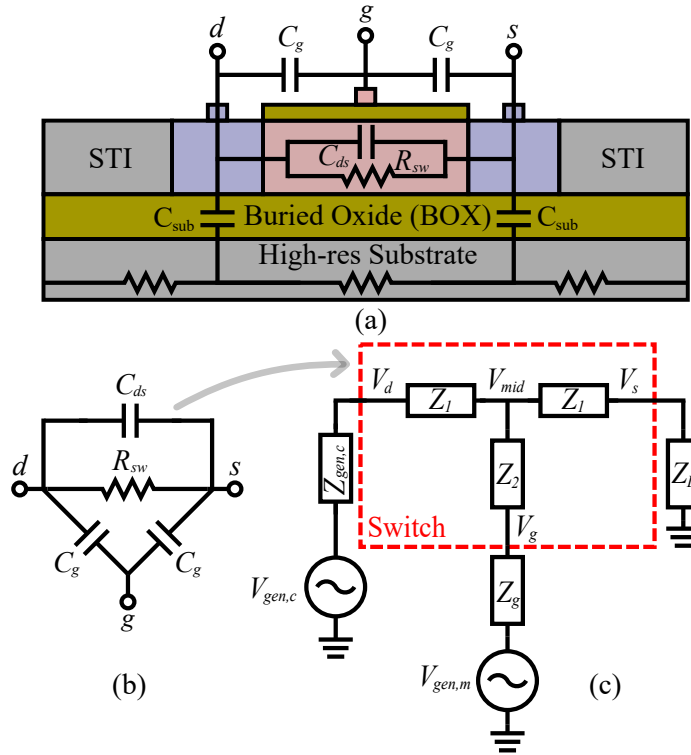 d
g
s
C_g
C_g
STI
C_ds
R_sw
STI
C_sub
Buried Oxide (BOX)
C_sub
High-res Substrate
(a)
C_ds
d
R_sw
s
C_g
C_g
g
(b)
V_d
Z_1
V_mid
Z_1
V_s
Z_gen,c
Z_2
Switch
V_g
V_gen,c
Z_g
V_gen,m
(c)